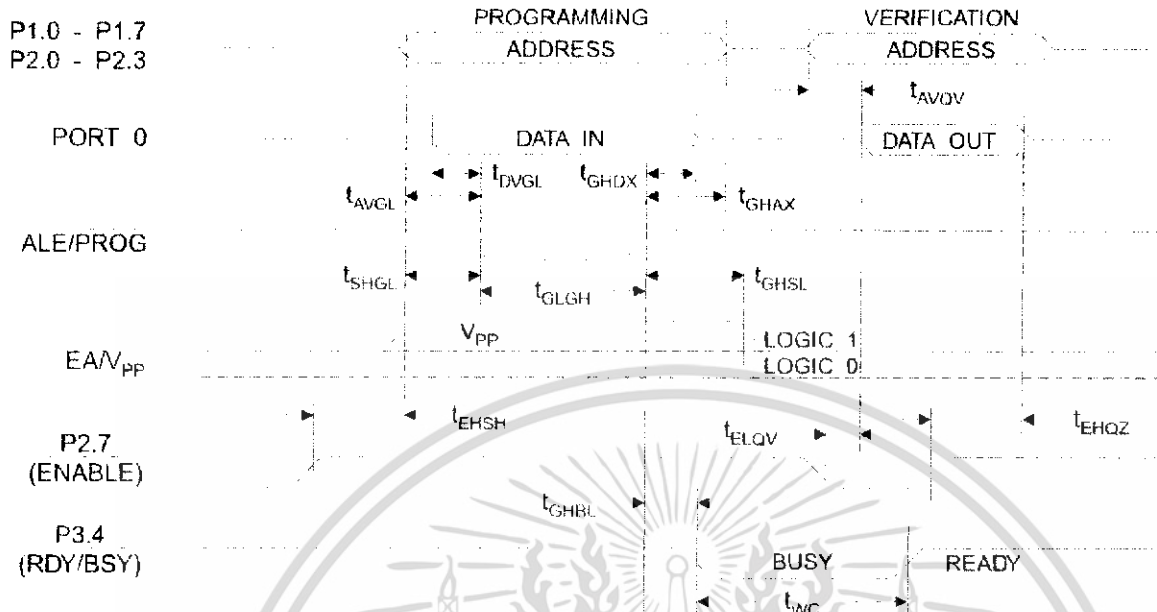 PROGRAMMING
VERIFICATION
P1.0 - P1.7
P2.0 - P2.3
ADDRESS
ADDRESS
tAVQV
PORT 0
DATA IN
DATA OUT
tDVGL
tGHDX
tAVGL
tGHAX
ALE/PROG
tSHGL
tGLGH
tGHSL
VPP
LOGIC 1
LOGIC 0
EA/VPP
tEHSH
tELQV
tEHQZ
P2.7
(ENABLE)
tGHBL
P3.4
(RDY/BSY)
BUSY
READY
tWC